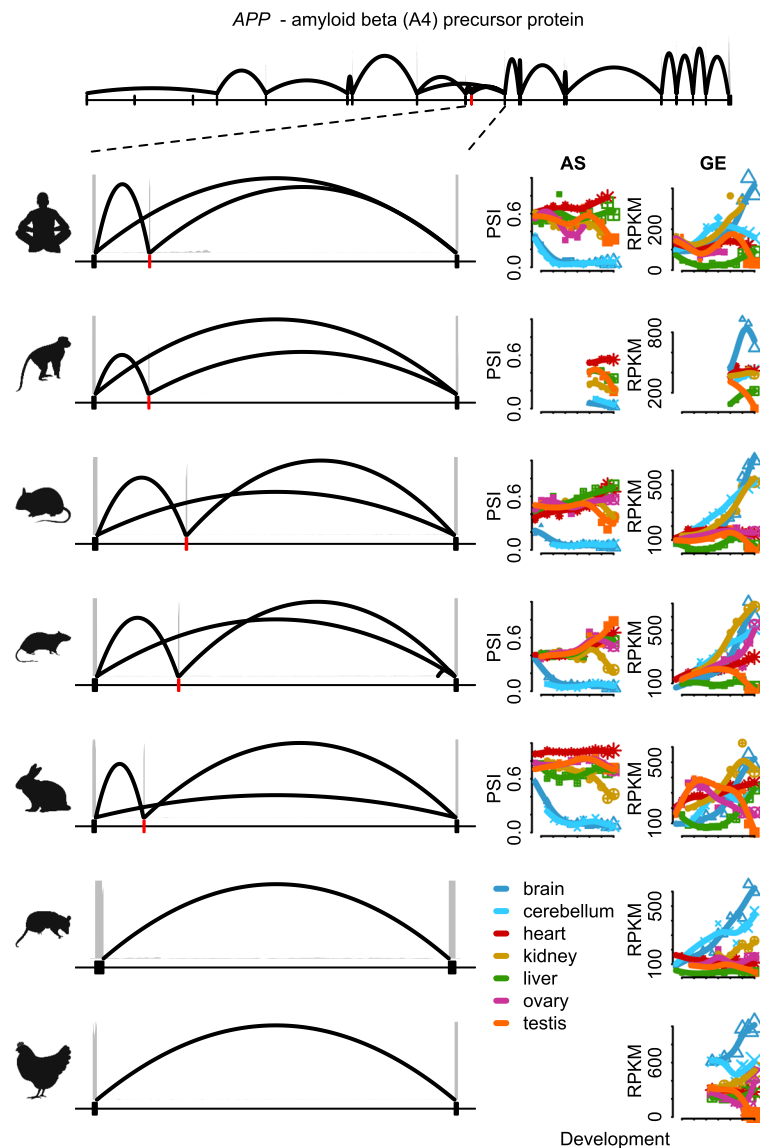 APP - amyloid beta (A4) precursor protein
AS GE
PSI 0.0 0.6
RPKM 0 200
PSI 0.0 0.6
RPKM 200 800
PSI 0.0 0.6
RPKM 100 500
PSI 0.0 0.6
RPKM 100 500
PSI 0.0 0.6
RPKM 100 500
brain
cerebellum
heart
kidney
liver
ovary
testis
RPKM 100 500
RPKM 0 600
Development